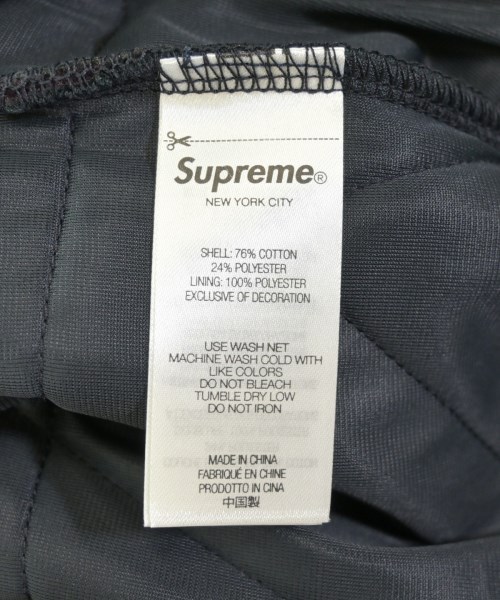 Supreme®
NEW YORK CITY
SHELL: 76% COTTON
24% POLYESTER
LINING: 100% POLYESTER
EXCLUSIVE OF DECORATION
USE WASH NET
MACHINE WASH COLD WITH
LIKE COLORS
DO NOT BLEACH
TUMBLE DRY LOW
DO NOT IRON
MADE IN CHINA
FABRIQUÉ EN CHINE
PRODOTTO IN CINA
中国製